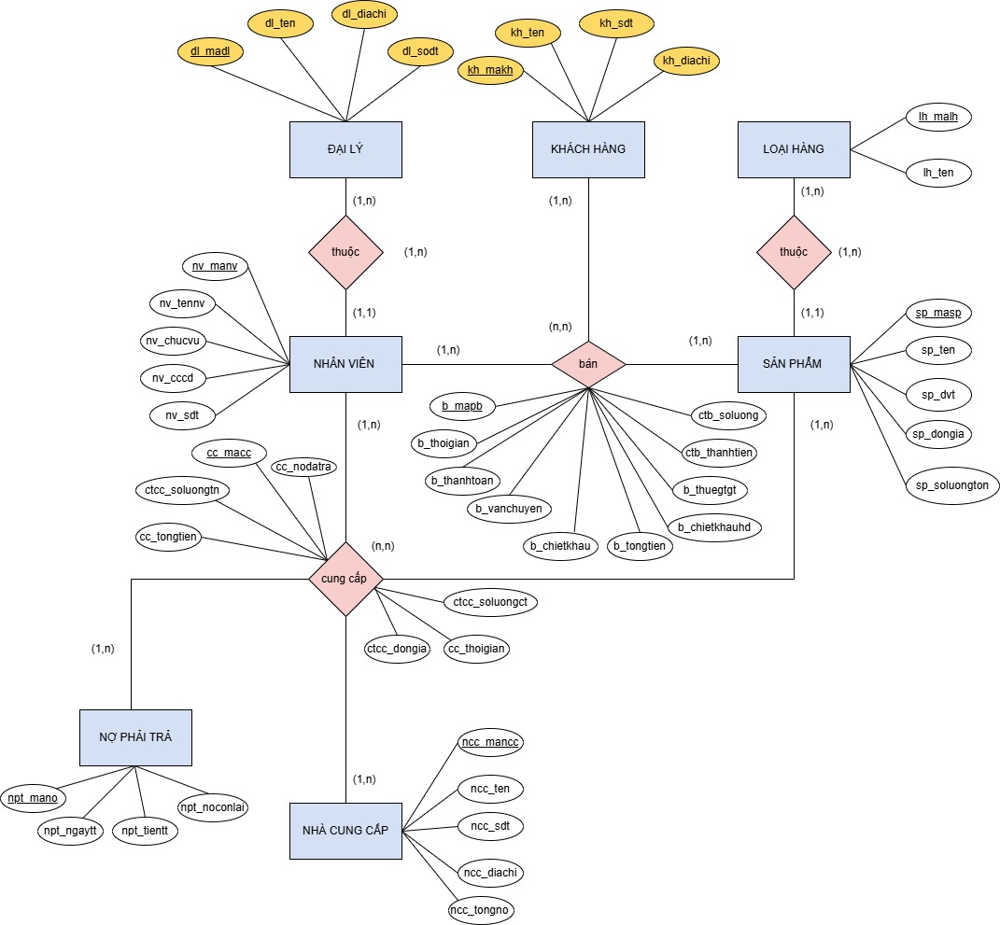 dl_diachi
dl_ten
kh_sdt
kh_ten
dl_madl
dl_sodt
kh_diachi
kh_makh
lh_malh
ĐẠI LÝ
KHÁCH HÀNG
LOẠI HÀNG
lh_ten
(1,n)
(1,n)
(1,n)
thuộc
(1,n)
thuộc
(1,n)
nv_manv
nv_tennv
(1,1)
(1,1)
sp_masp
(n,n)
nv_chucvu
(1,n)
(1,n)
sp_ten
NHÂN VIÊN
bán
SẢN PHẨM
nv_cccd
sp_dvt
b_mapb
nv_sdt
ctb_soluong
(1,n)
(1,n)
sp_dongia
b_thoigian
cc_macc
ctb_thanhtien
cc_nodatra
b_thanhtoan
sp_soluongton
ctcc_soluongtn
b_thuegtgt
b_vanchuyen
b_chietkhauhd
cc_tongtien
(n,n)
b_chietkhau
b_tongtien
cung cấp
ctcc_soluongct
(1,n)
ctcc_dongia
cc_thoigian
NỢ PHẢI TRẢ
ncc_mancc
(1,n)
ncc_ten
npt_mano
npt_noconlai
npt_ngaytt
npt_tientt
NHÀ CUNG CẤP
ncc_sdt
ncc_diachi
ncc_tongno